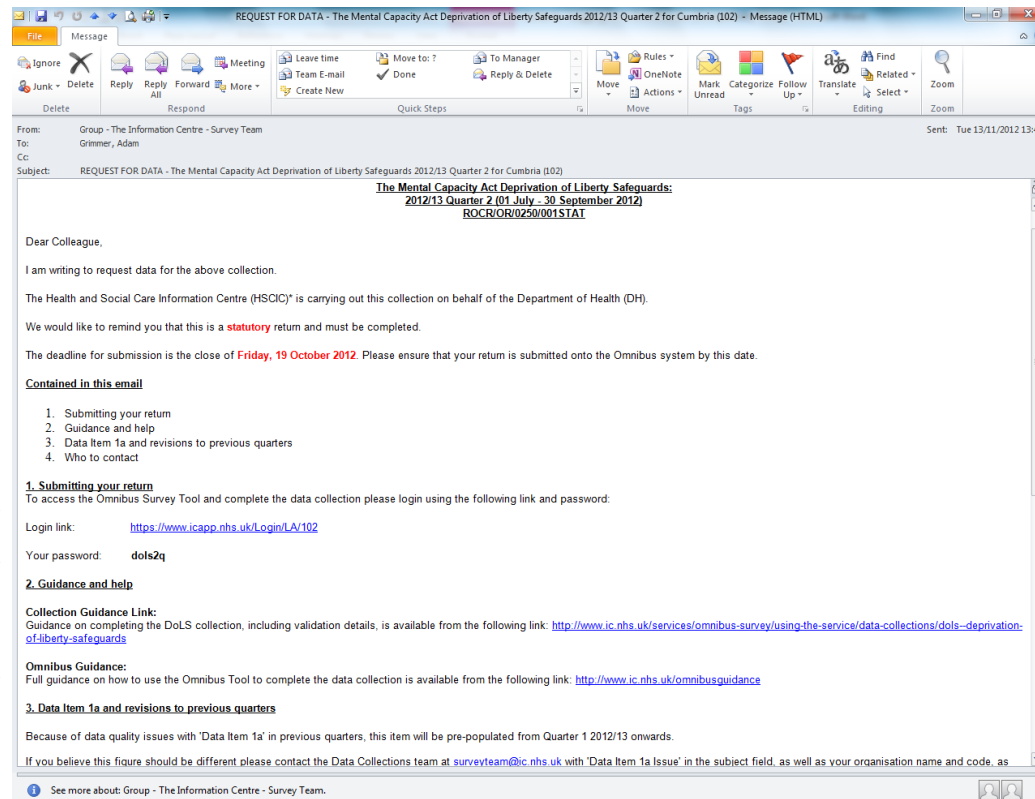 REQUEST FOR DATA - The Mental Capacity Act Deprivation of Liberty Safeguards 2012/13 Quarter 2 for Cumbria (102) - Message (HTML)
File Message
Ignore Delete Reply Reply All Forward Meeting Leave time Move to: ? To Manager Move Rules Mark Unread Categorize Follow Up Translate Find Zoom
Junk More Team E-mail Done Reply & Delete OneNote Related
Create New Actions Select
Delete Respond Quick Steps Move Tags Editing Zoom
From: Group - The Information Centre - Survey Team Sent: Tue 13/11/2012 13:
To: Grimmer, Adam
Cc
Subject: REQUEST FOR DATA - The Mental Capacity Act Deprivation of Liberty Safeguards 2012/13 Quarter 2 for Cumbria (102)
The Mental Capacity Act Deprivation of Liberty Safeguards:
2012/13 Quarter 2 (01 July - 30 September 2012)
ROCR/OR/0250/001STAT
Dear Colleague,
I am writing to request data for the above collection.
The Health and Social Care Information Centre (HSCIC)* is carrying out this collection on behalf of the Department of Health (DH).
We would like to remind you that this is a statutory return and must be completed.
The deadline for submission is the close of Friday, 19 October 2012. Please ensure that your return is submitted onto the Omnibus system by this date.
Contained in this email
1. Submitting your return
2. Guidance and help
3. Data Item 1a and revisions to previous quarters
4. Who to contact
1. Submitting your return
To access the Omnibus Survey Tool and complete the data collection please login using the following link and password:
Login link: https://www.icapp.nhs.uk/Login/LA/102
Your password: dols2q
2. Guidance and help
Collection Guidance Link:
Guidance on completing the DoLS collection, including validation details, is available from the following link: http://www.ic.nhs.uk/services/omnibus-survey/using-the-service/data-collections/dols--deprivation-
of-liberty-safeguards
Omnibus Guidance:
Full guidance on how to use the Omnibus Tool to complete the data collection is available from the following link: http://www.ic.nhs.uk/omnibusguidance
3. Data Item 1a and revisions to previous quarters
Because of data quality issues with 'Data Item 1a' in previous quarters, this item will be pre-populated from Quarter 1 2012/13 onwards.
If you believe this figure should be different please contact the Data Collections team at surveyteam@ic.nhs.uk with 'Data Item 1a Issue' in the subject field, as well as your organisation name and code, as
See more about: Group - The Information Centre - Survey Team.